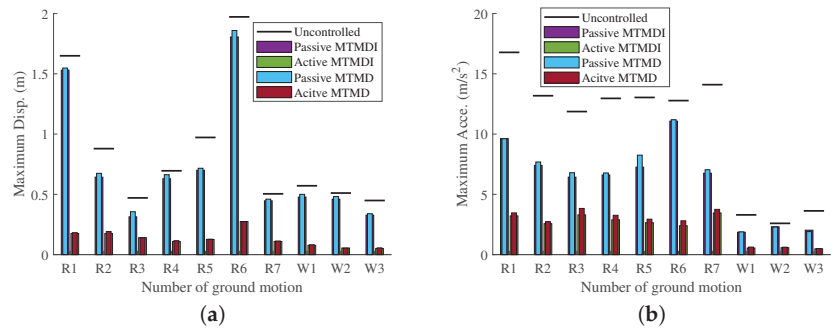 2
1.5
1
0.5
0
Maximum Disp. (m)
Uncontrolled
Passive MTMDI
Active MTMDI
Passive MTMD
Acitve MTMD
R1 R2 R3 R4 R5 R6 R7 W1 W2 W3
Number of ground motion
(a)
20
15
10
5
0
Maximum Acce. (m/s²)
Uncontrolled
Passive MTMDI
Active MTMDI
Passive MTMD
Acitve MTMD
R1 R2 R3 R4 R5 R6 R7 W1 W2 W3
Number of ground motion
(b)